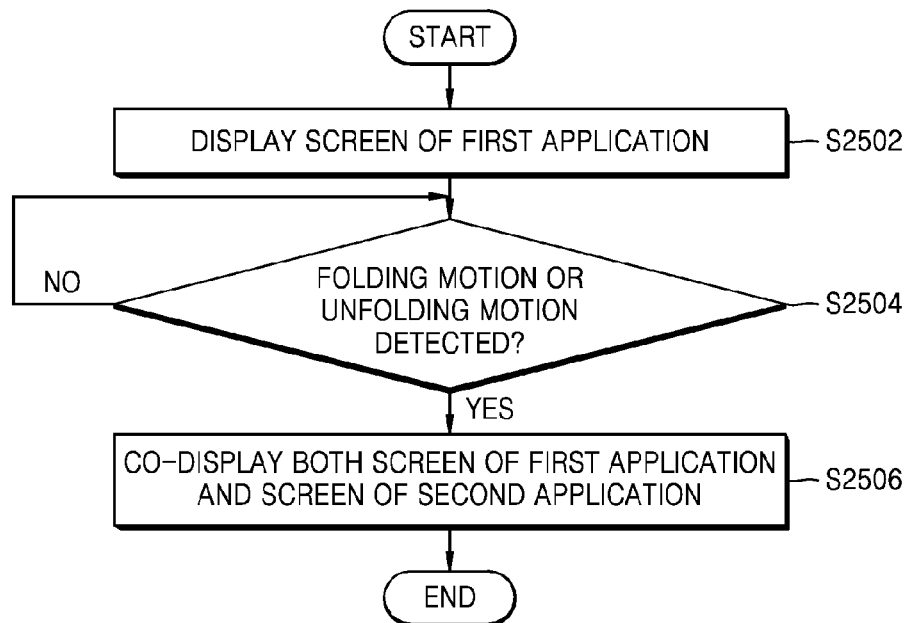 START
DISPLAY SCREEN OF FIRST APPLICATION
S2502
NO
FOLDING MOTION OR
UNFOLDING MOTION
DETECTED?
S2504
YES
CO-DISPLAY BOTH SCREEN OF FIRST APPLICATION
AND SCREEN OF SECOND APPLICATION
S2506
END